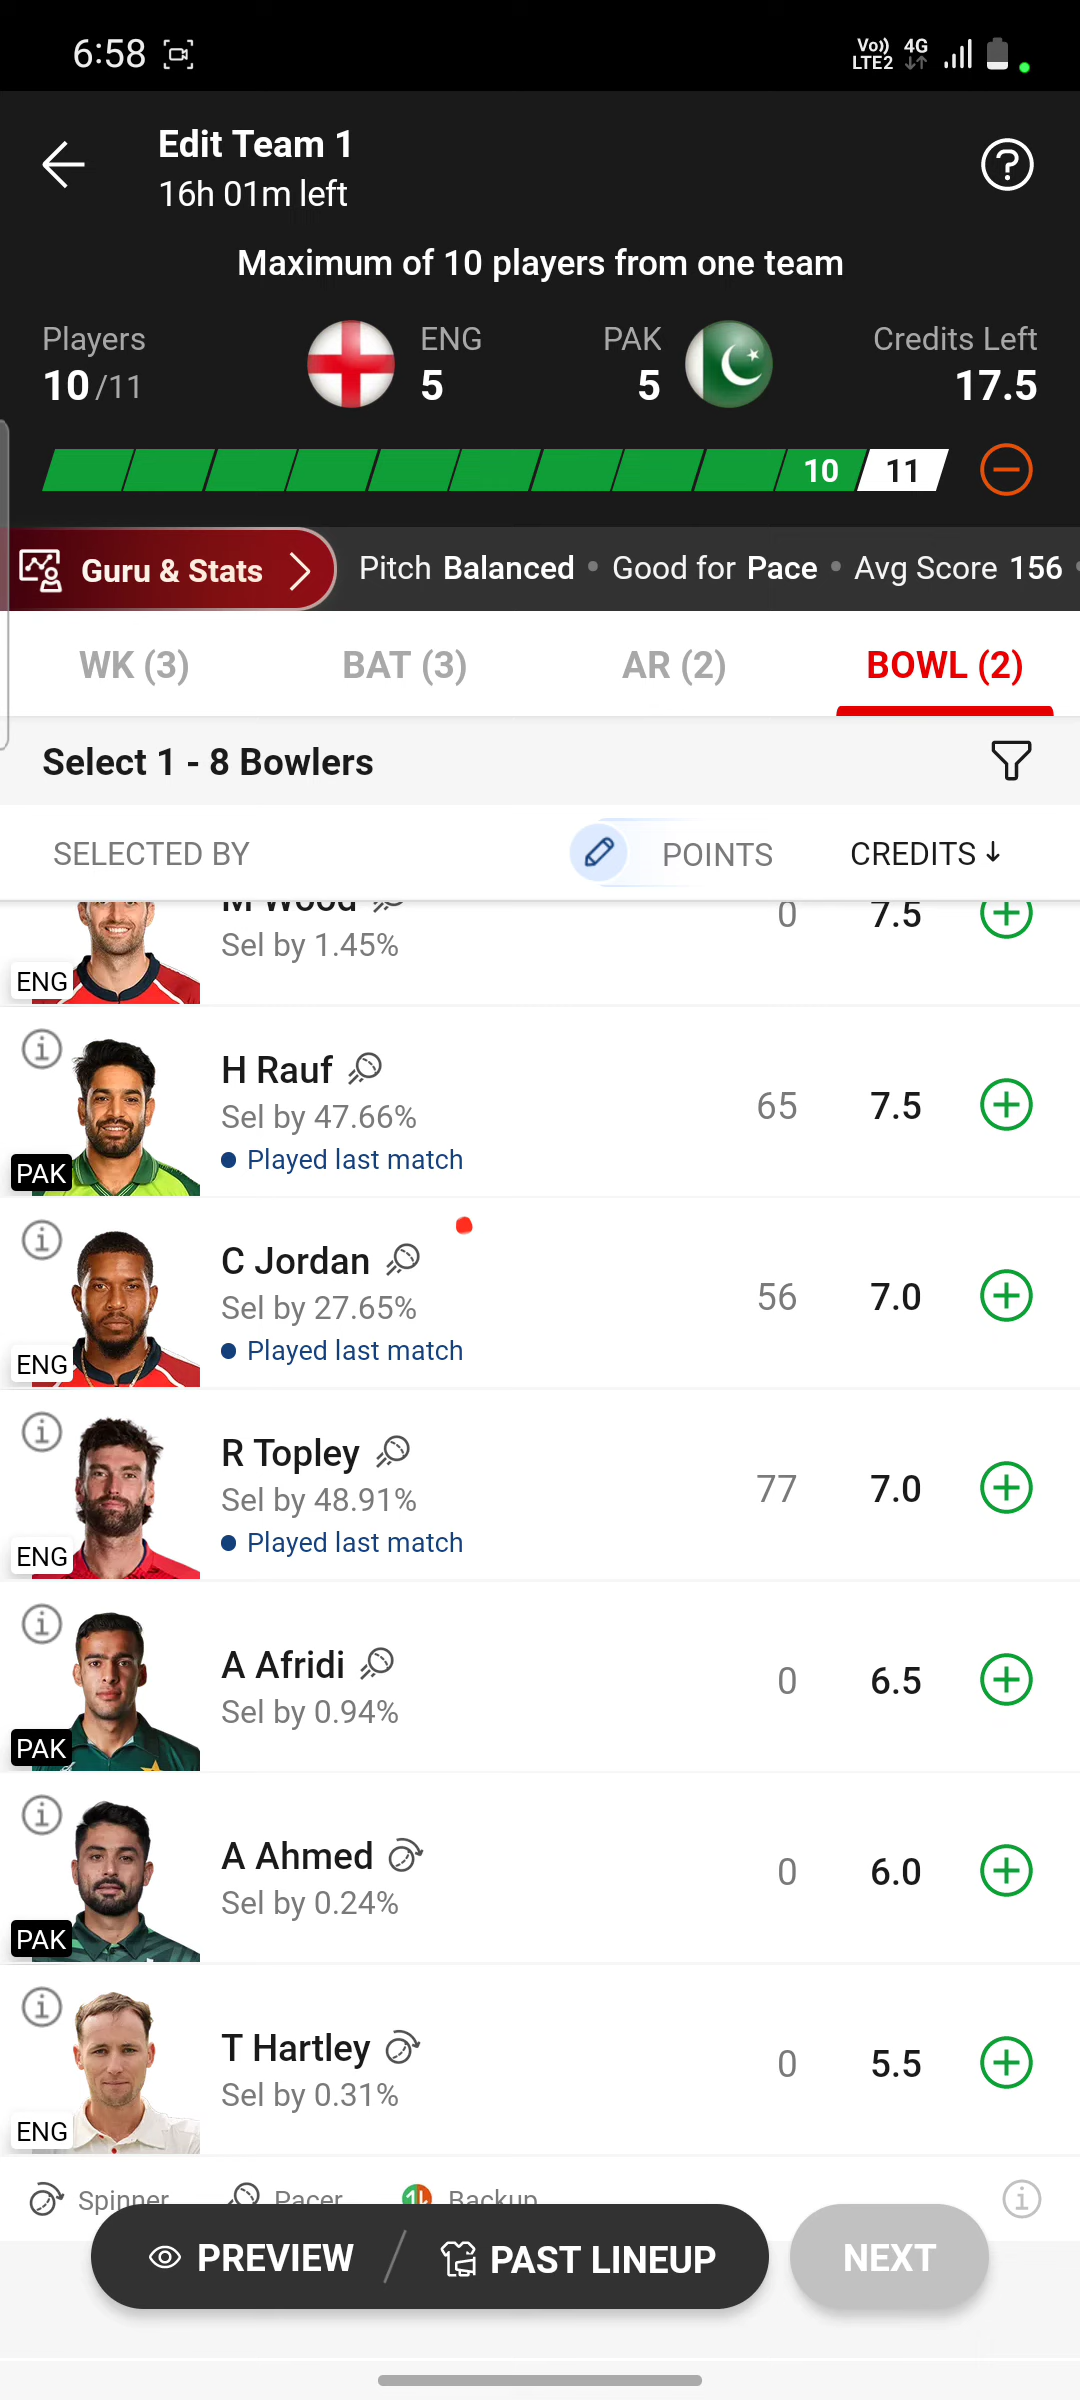 6:58
Vo)) LTE2 4G
Edit Team 1
16h 01m left
Maximum of 10 players from one team
Players
10/11
ENG
5
PAK
5
Credits Left
17.5
10 11
Guru & Stats
Pitch Balanced • Good for Pace • Avg Score 156
WK (3) BAT (3) AR (2) BOWL (2)
Select 1 - 8 Bowlers
SELECTED BY POINTS CREDITS ↓
M Wood
Sel by 1.45%
0 7.5
ENG
H Rauf
Sel by 47.66%
• Played last match
65 7.5
PAK
C Jordan
Sel by 27.65%
• Played last match
56 7.0
ENG
R Topley
Sel by 48.91%
• Played last match
77 7.0
ENG
A Afridi
Sel by 0.94%
0 6.5
PAK
A Ahmed
Sel by 0.24%
0 6.0
PAK
T Hartley
Sel by 0.31%
0 5.5
ENG
Spinner Pacer Backup
PREVIEW / PAST LINEUP NEXT